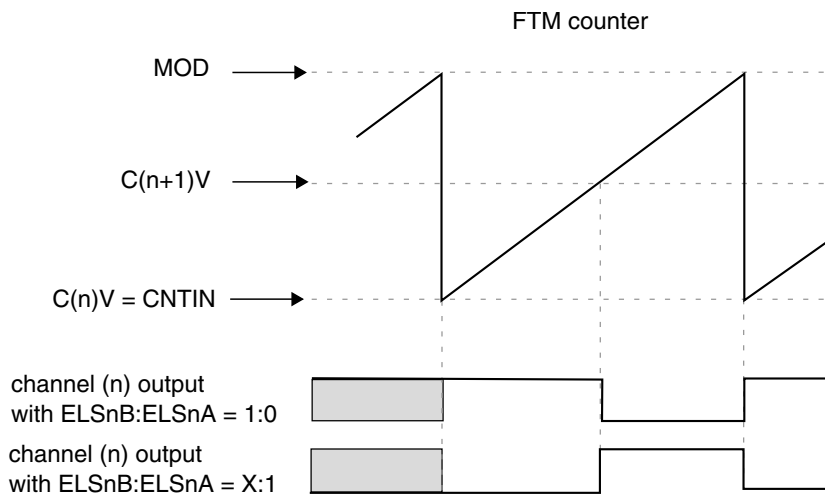 FTM counter
MOD
C(n+1)V
C(n)V = CNTIN
channel (n) output
with ELSnB:ELSnA = 1:0
channel (n) output
with ELSnB:ELSnA = X:1